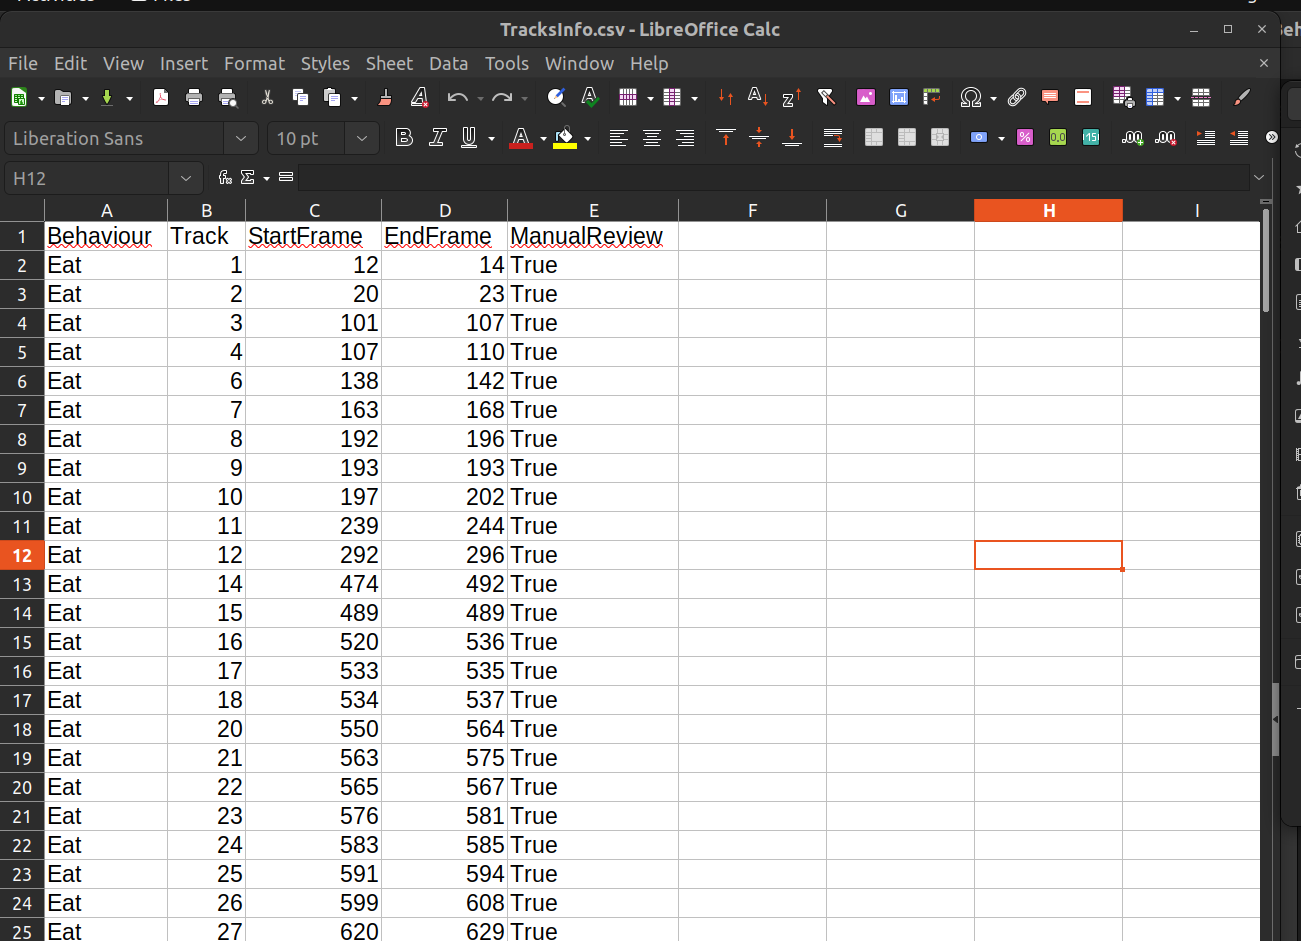 TracksInfo.csv - LibreOffice Calc
File Edit View Insert Format Styles Sheet Data Tools Window Help
Liberation Sans 10 pt
H12
A B C D E F G H I
1 Behaviour Track StartFrame EndFrame ManualReview
2 Eat 1 12 14 True
3 Eat 2 20 23 True
4 Eat 3 101 107 True
5 Eat 4 107 110 True
6 Eat 6 138 142 True
7 Eat 7 163 168 True
8 Eat 8 192 196 True
9 Eat 9 193 193 True
10 Eat 10 197 202 True
11 Eat 11 239 244 True
12 Eat 12 292 296 True
13 Eat 14 474 492 True
14 Eat 15 489 489 True
15 Eat 16 520 536 True
16 Eat 17 533 535 True
17 Eat 18 534 537 True
18 Eat 20 550 564 True
19 Eat 21 563 575 True
20 Eat 22 565 567 True
21 Eat 23 576 581 True
22 Eat 24 583 585 True
23 Eat 25 591 594 True
24 Eat 26 599 608 True
25 Eat 27 620 629 True